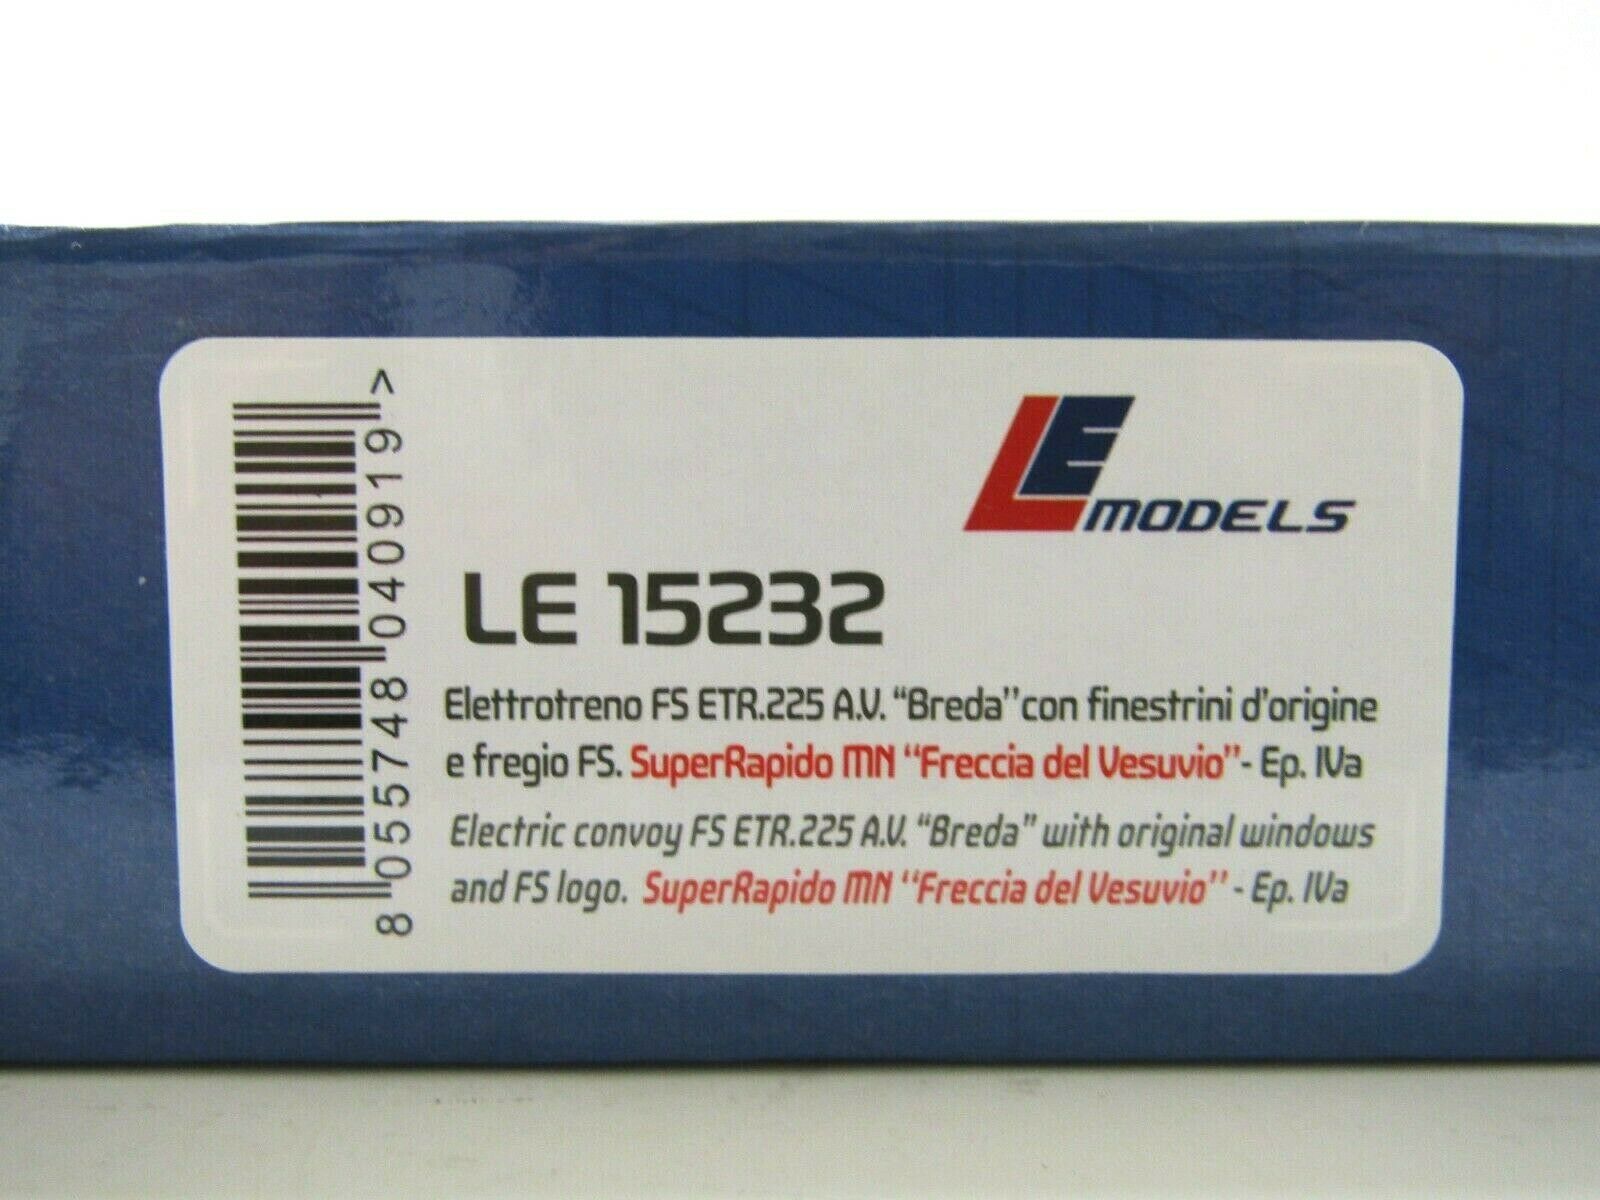 LE
MODELS
LE 15232
Elettrotreno FS ETR.225 A.V. “Breda” con finestrini d'origine
e fregio FS. SuperRapido MN “Freccia del Vesuvio” - Ep. IVa
Electric convoy FS ETR.225 A.V. “Breda” with original windows
and FS logo. SuperRapido MN “Freccia del Vesuvio” - Ep. IVa
8 055748 040919 >